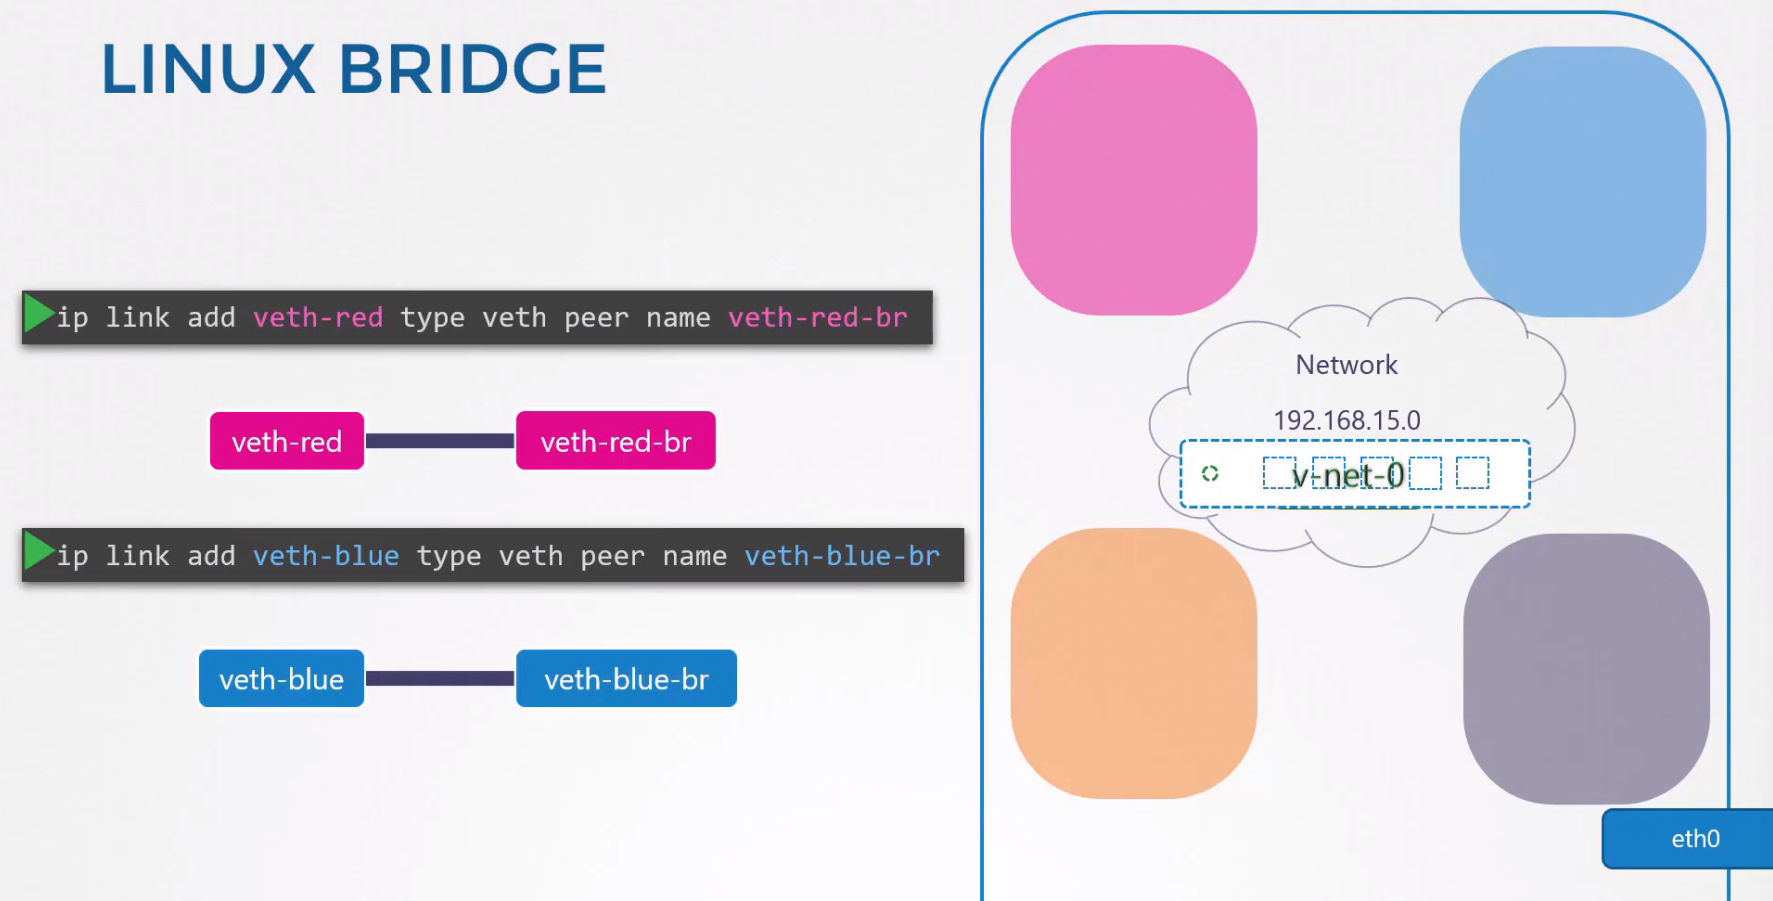 LINUX BRIDGE
ip link add veth-red type veth peer name veth-red-br
veth-red
veth-red-br
ip link add veth-blue type veth peer name veth-blue-br
veth-blue
veth-blue-br
Network
192.168.15.0
v-net-0
eth0